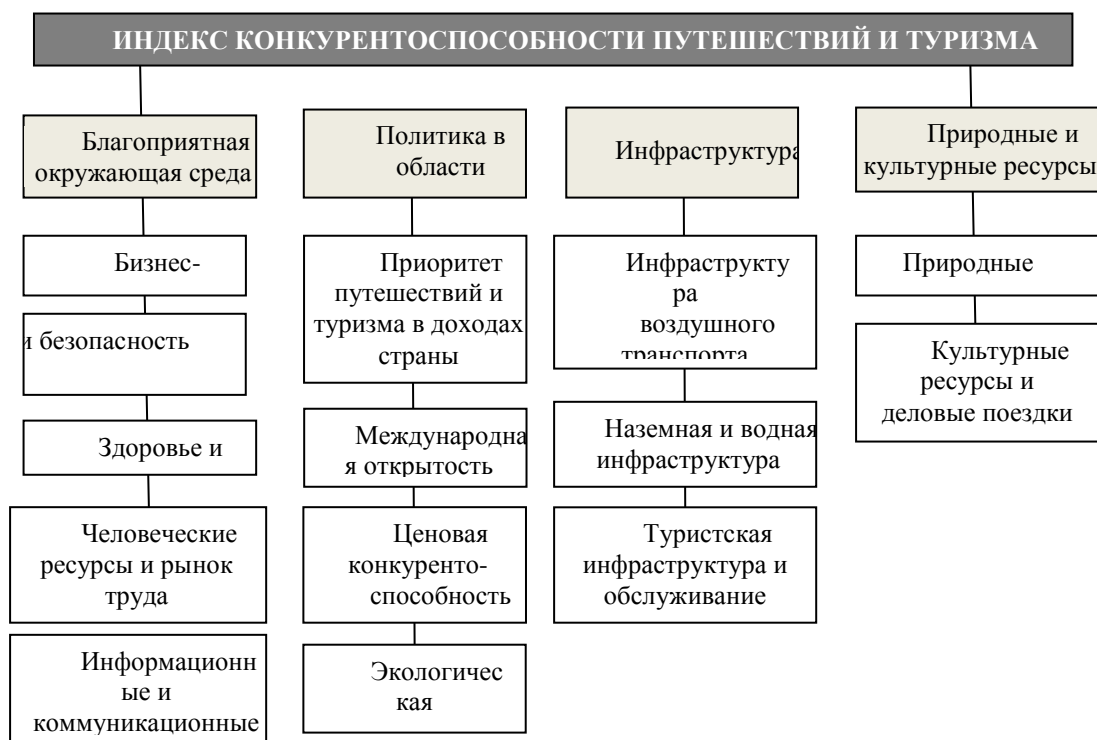 ИНДЕКС КОНКУРЕНТОСПОСОБНОСТИ ПУТЕШЕСТВИЙ И ТУРИЗМА
Благоприятная
окружающая среда
Бизнес-
и безопасность
Здоровье и
Человеческие
ресурсы и рынок
труда
Информационн
ые и
коммуникационные
Политика в
области
Приоритет
путешествий и
туризма в доходах
страны
Международна
я открытость
Ценовая
конкуренто-
способность
Экологичес
кая
Инфраструктура
Инфраструкту
ра
воздушного
транспорта
Наземная и водная
инфраструктура
Туристская
инфраструктура и
обслуживание
Природные и
культурные ресурсы
Природные
Культурные
ресурсы и
деловые поездки